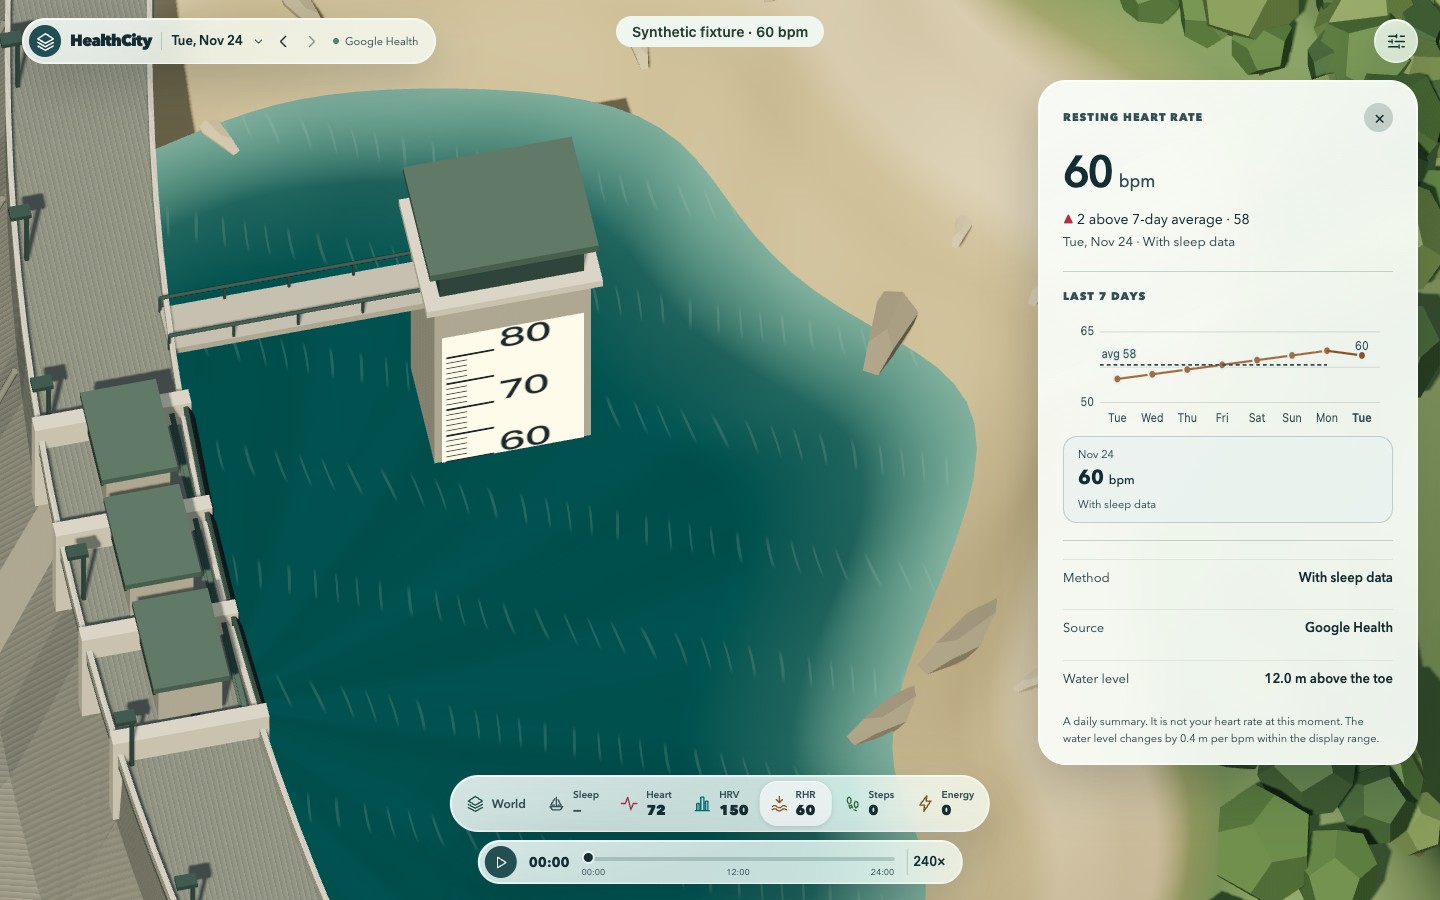 HealthCity
Tue, Nov 24
Google Health
Synthetic fixture · 60 bpm
80
70
60
RESTING HEART RATE
60 bpm
2 above 7-day average · 58
Tue, Nov 24 · With sleep data
LAST 7 DAYS
65
avg 58
60
50
Tue Wed Thu Fri Sat Sun Mon Tue
Nov 24
60 bpm
With sleep data
Method With sleep data
Source Google Health
Water level 12.0 m above the toe
A daily summary. It is not your heart rate at this moment. The
water level changes by 0.4 m per bpm within the display range.
World
Sleep
–
Heart
72
HRV
150
RHR
60
Steps
0
Energy
0
00:00
00:00 12:00 24:00
240×